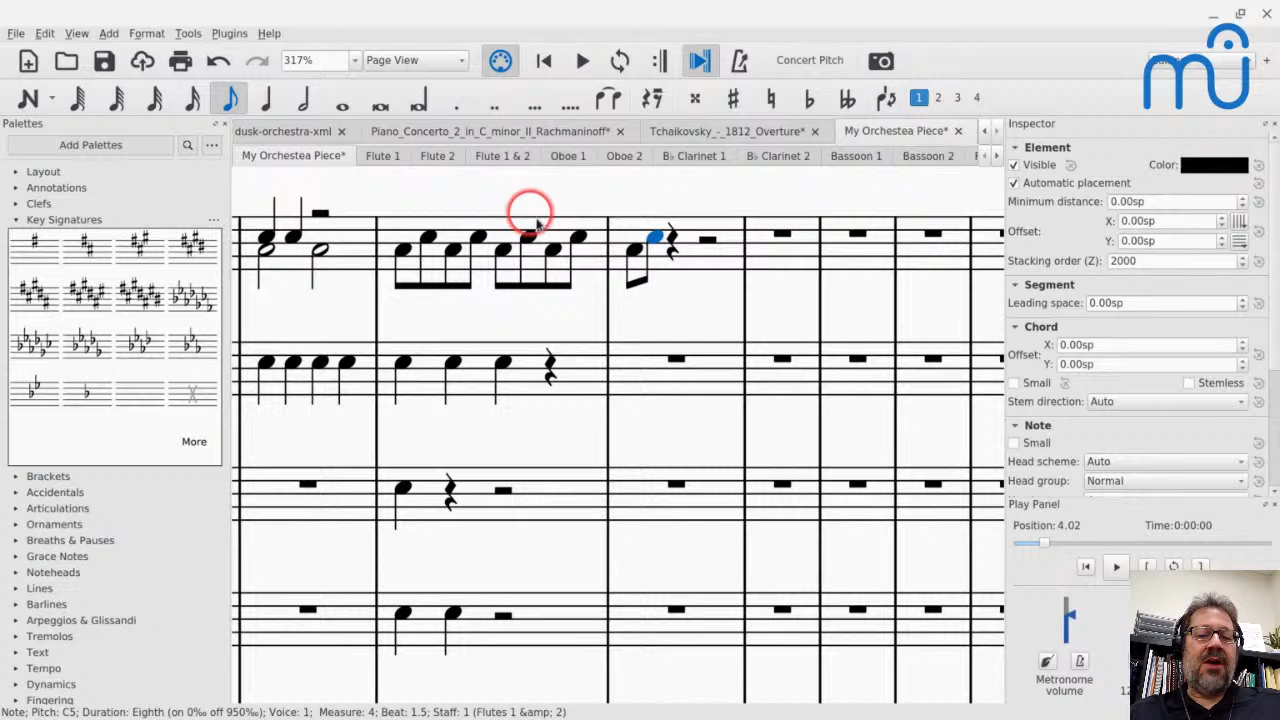 File Edit View Add Format Tools Plugins Help
317% Page View Concert Pitch
1 2 3 4
Palettes
dusk-orchestra-xml Piano_Concerto_2_in_C_minor_II_Rachmaninoff* Tchaikovsky_-_1812_Overture* My Orchestea Piece*
Inspector
Add Palettes
My Orchestea Piece* Flute 1 Flute 2 Flute 1 & 2 Oboe 1 Oboe 2 B♭ Clarinet 1 B♭ Clarinet 2 Bassoon 1 Bassoon 2
Element
Visible Color:
Automatic placement
Minimum distance: 0.00sp
X: 0.00sp
Offset:
Y: 0.00sp
Stacking order (Z): 2000
Segment
Leading space: 0.00sp
Chord
X: 0.00sp
Offset:
Y: 0.00sp
Small Stemless
Stem direction: Auto
Note
Small
Head scheme: Auto
Head group: Normal
Play Panel
Position: 4.02 Time:0:00:00
Metronome
volume
Layout
Annotations
Clefs
Key Signatures
More
Brackets
Accidentals
Articulations
Ornaments
Breaths & Pauses
Grace Notes
Noteheads
Lines
Barlines
Arpeggios & Glissandi
Tremolos
Text
Tempo
Dynamics
Fingering
Note; Pitch: C5; Duration: Eighth (on 0‰ off 950‰); Voice: 1; Measure: 4; Beat: 1.5; Staff: 1 (Flutes 1 &amp; 2)